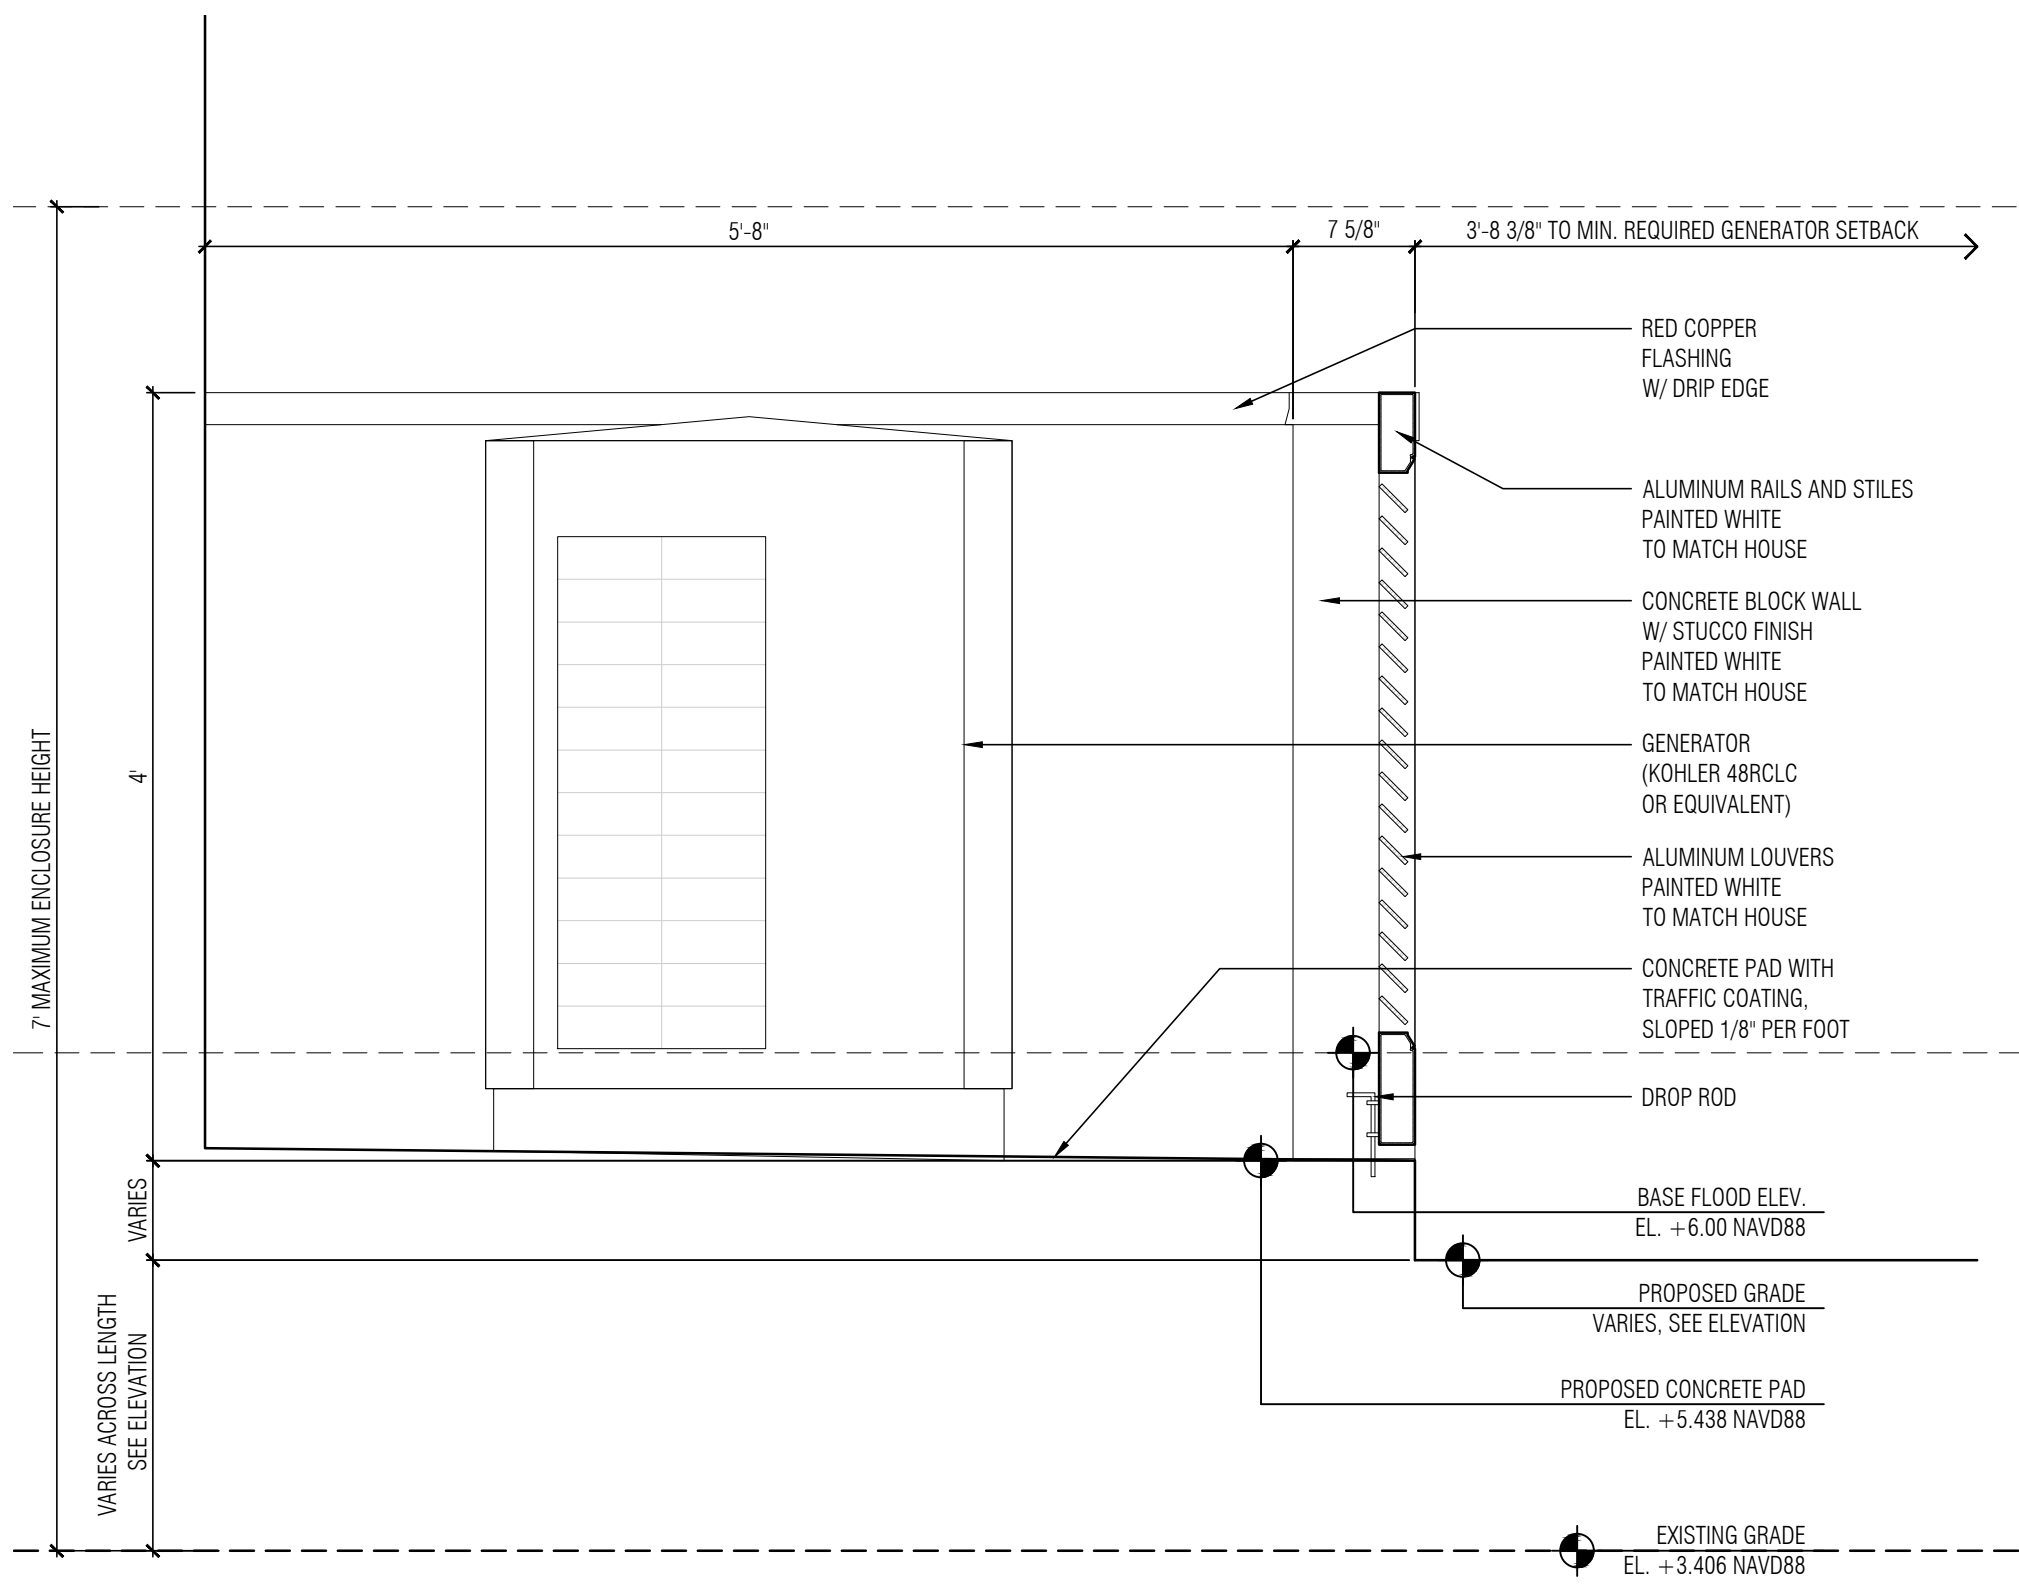 5'-8"
7 5/8"
3'-8 3/8" TO MIN. REQUIRED GENERATOR SETBACK
RED COPPER
FLASHING
W/ DRIP EDGE
ALUMINUM RAILS AND STILES
PAINTED WHITE
TO MATCH HOUSE
CONCRETE BLOCK WALL
W/ STUCCO FINISH
PAINTED WHITE
TO MATCH HOUSE
GENERATOR
(KOHLER 48RCLC
OR EQUIVALENT)
ALUMINUM LOUVERS
PAINTED WHITE
TO MATCH HOUSE
CONCRETE PAD WITH
TRAFFIC COATING,
SLOPED 1/8" PER FOOT
DROP ROD
BASE FLOOD ELEV.
EL. +6.00 NAVD88
PROPOSED GRADE
VARIES, SEE ELEVATION
PROPOSED CONCRETE PAD
EL. +5.438 NAVD88
EXISTING GRADE
EL. +3.406 NAVD88
7' MAXIMUM ENCLOSURE HEIGHT
4'
VARIES
VARIES ACROSS LENGTH
SEE ELEVATION